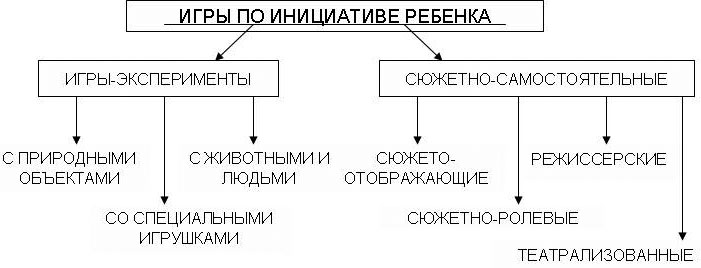 ИГРЫ ПО ИНИЦИАТИВЕ РЕБЕНКА
ИГРЫ-ЭКСПЕРИМЕНТЫ
СЮЖЕТНО-САМОСТОЯТЕЛЬНЫЕ
С ПРИРОДНЫМИ
ОБЪЕКТАМИ
С ЖИВОТНЫМИ И
ЛЮДЬМИ
СЮЖЕТО-
ОТОБРАЖАЮЩИЕ
РЕЖИССЕРСКИЕ
СО СПЕЦИАЛЬНЫМИ
ИГРУШКАМИ
СЮЖЕТНО-РОЛЕВЫЕ
ТЕАТРАЛИЗОВАННЫЕ